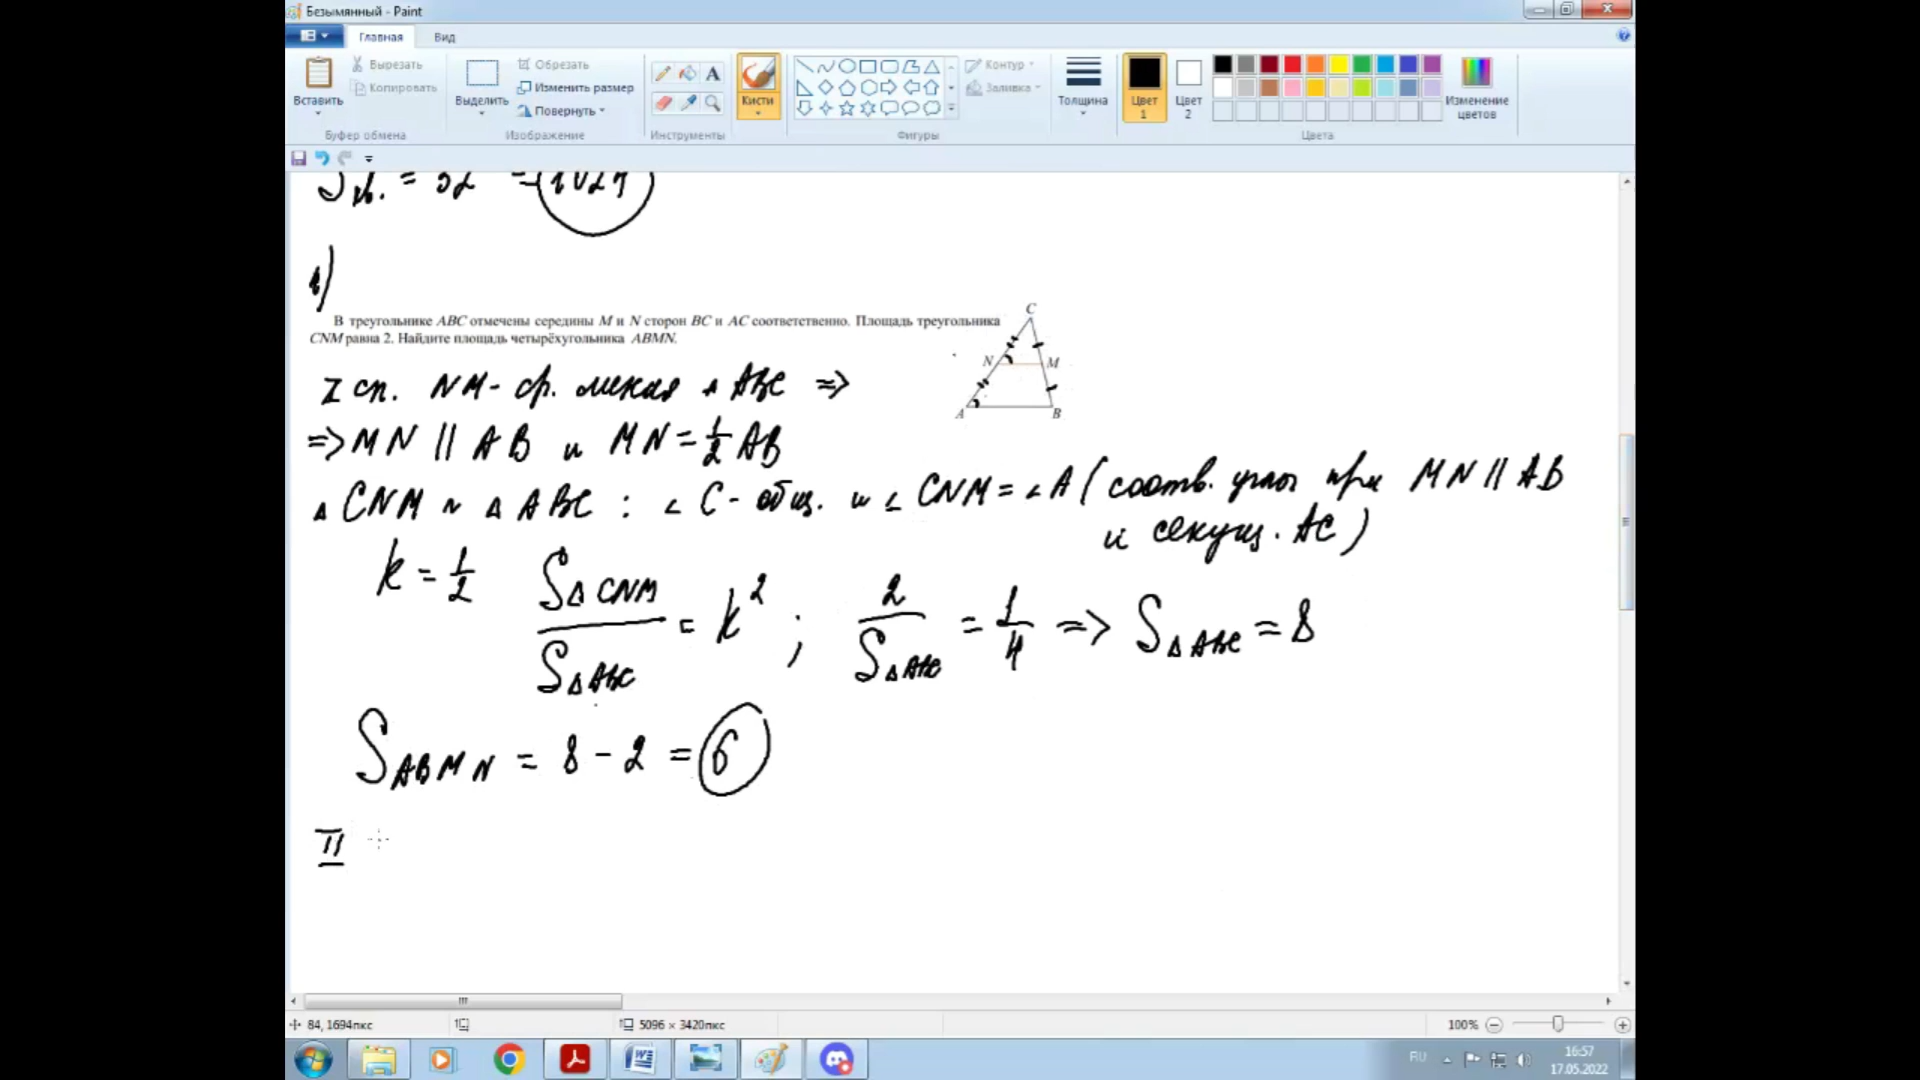 Безымянный - Paint
Главная Вид
Вставить
Вырезать
Копировать
Буфер обмена
Выделить
Обрезать
Изменить размер
Повернуть
Изображение
Инструменты
Кисти
Фигуры
Контур
Заливка
Толщина
Цвет 1
Цвет 2
Изменение цветов
Цвета
В треугольнике ABC отмечены середины M и N сторон BC и AC соответственно. Площадь треугольника
CNM равна 2. Найдите площадь четырёхугольника ABMN.
C
N M
A B
I сп. NM - ср. линия △ ABC =>
=> MN || AB и MN = 1/2 AB
△ CNM ~ △ ABC : ∠ C - общ. и ∠ CNM = ∠ A ( соотв. углы при MN || AB
и секущ. AC )
k = 1/2 S△CNM / S△ABC = k² ; 2 / S△ABC = 1/4 => S△ABC = 8
S ABMN = 8 - 2 = 6
II
84, 1694пкс 5096 × 3420пкс 100%
RU 16:57
17.05.2022